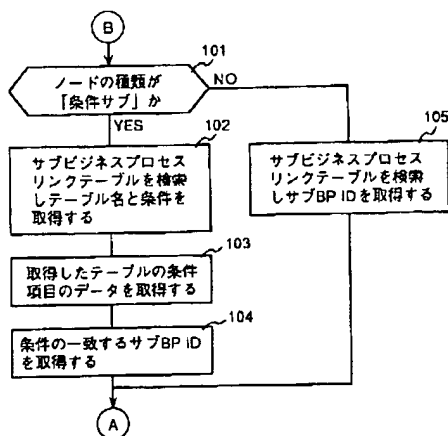 B
101
ノードの種類が
「条件サブ」か
NO
YES
102
サブビジネスプロセス
リンクテーブルを検索
しテーブル名と条件を
取得する
105
サブビジネスプロセス
リンクテーブルを検索
しサブBP IDを取得する
103
取得したテーブルの条件
項目のデータを取得する
104
条件の一致するサブBP ID
を取得する
A